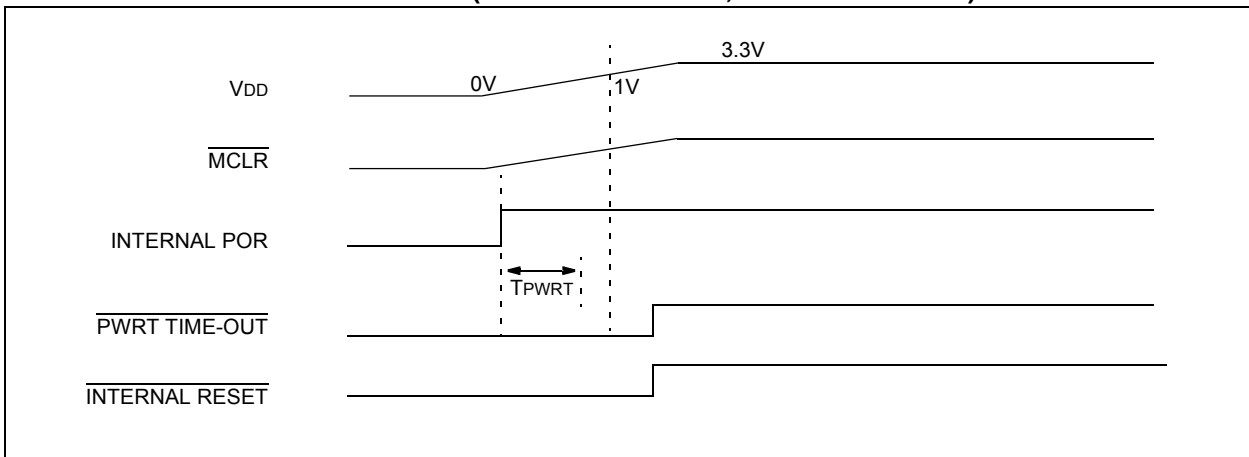 VDD
0V
1V
3.3V
MCLR
INTERNAL POR
TPWRT
PWRT TIME-OUT
INTERNAL RESET